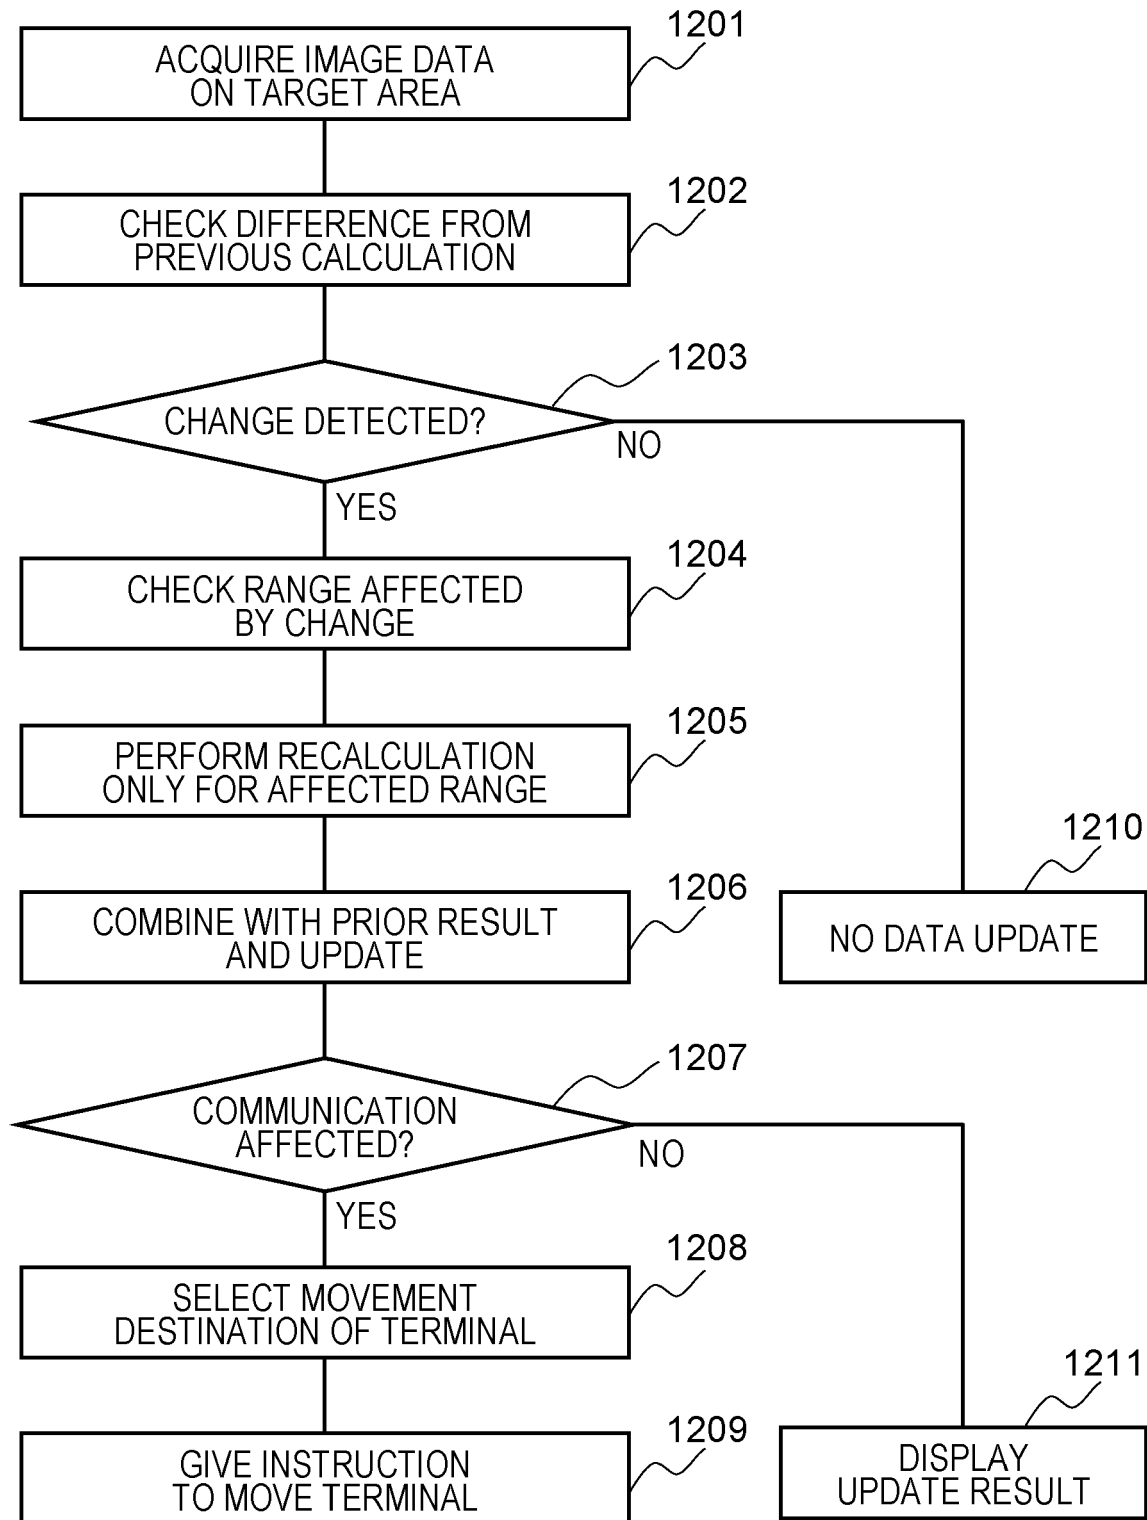 1201
ACQUIRE IMAGE DATA
ON TARGET AREA
1202
CHECK DIFFERENCE FROM
PREVIOUS CALCULATION
1203
CHANGE DETECTED?
NO
YES
1204
CHECK RANGE AFFECTED
BY CHANGE
1205
PERFORM RECALCULATION
ONLY FOR AFFECTED RANGE
1210
NO DATA UPDATE
1206
COMBINE WITH PRIOR RESULT
AND UPDATE
1207
COMMUNICATION
AFFECTED?
NO
YES
1208
SELECT MOVEMENT
DESTINATION OF TERMINAL
1211
DISPLAY
UPDATE RESULT
1209
GIVE INSTRUCTION
TO MOVE TERMINAL